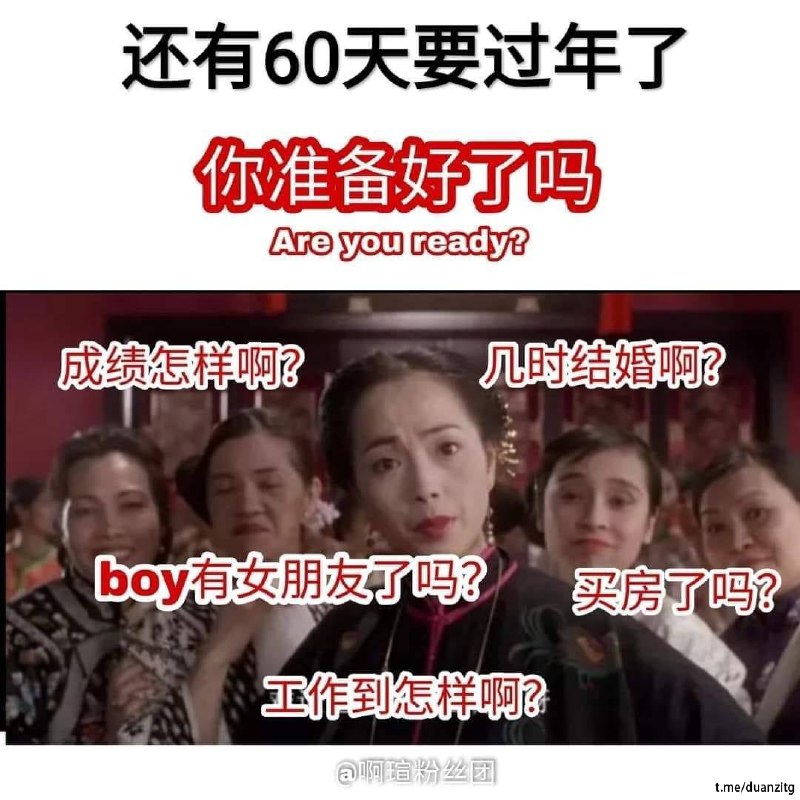 还有60天要过年了
你准备好了吗
Are you ready?
成绩怎样啊?
几时结婚啊?
boy有女朋友了吗?
买房了吗?
工作到怎样啊?
@啊瑄粉丝团
t.me/duanzitg